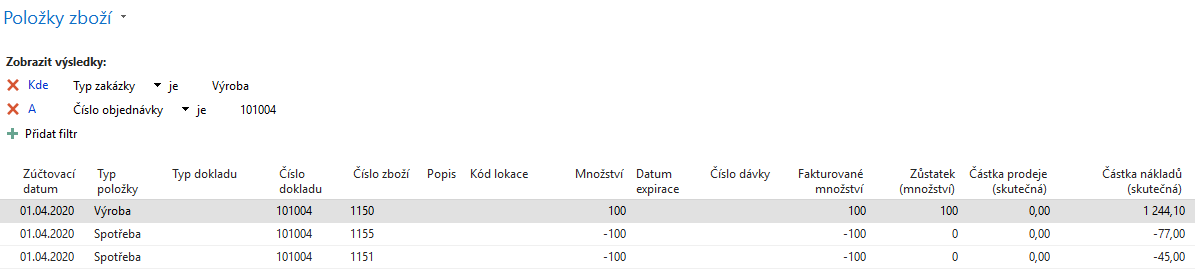 Položky zboží
Zobrazit výsledky:
Kde Typ zakázky je Výroba
A Číslo objednávky je 101004
Přidat filtr
Zúčtovací datum Typ položky Typ dokladu Číslo dokladu Číslo zboží Popis Kód lokace Množství Datum expirace Číslo dávky Fakturované množství Zůstatek (množství) Částka prodeje (skutečná) Částka nákladů (skutečná)
01.04.2020 Výroba 101004 1150 100 100 100 0,00 1 244,10
01.04.2020 Spotřeba 101004 1155 -100 -100 0 0,00 -77,00
01.04.2020 Spotřeba 101004 1151 -100 -100 0 0,00 -45,00